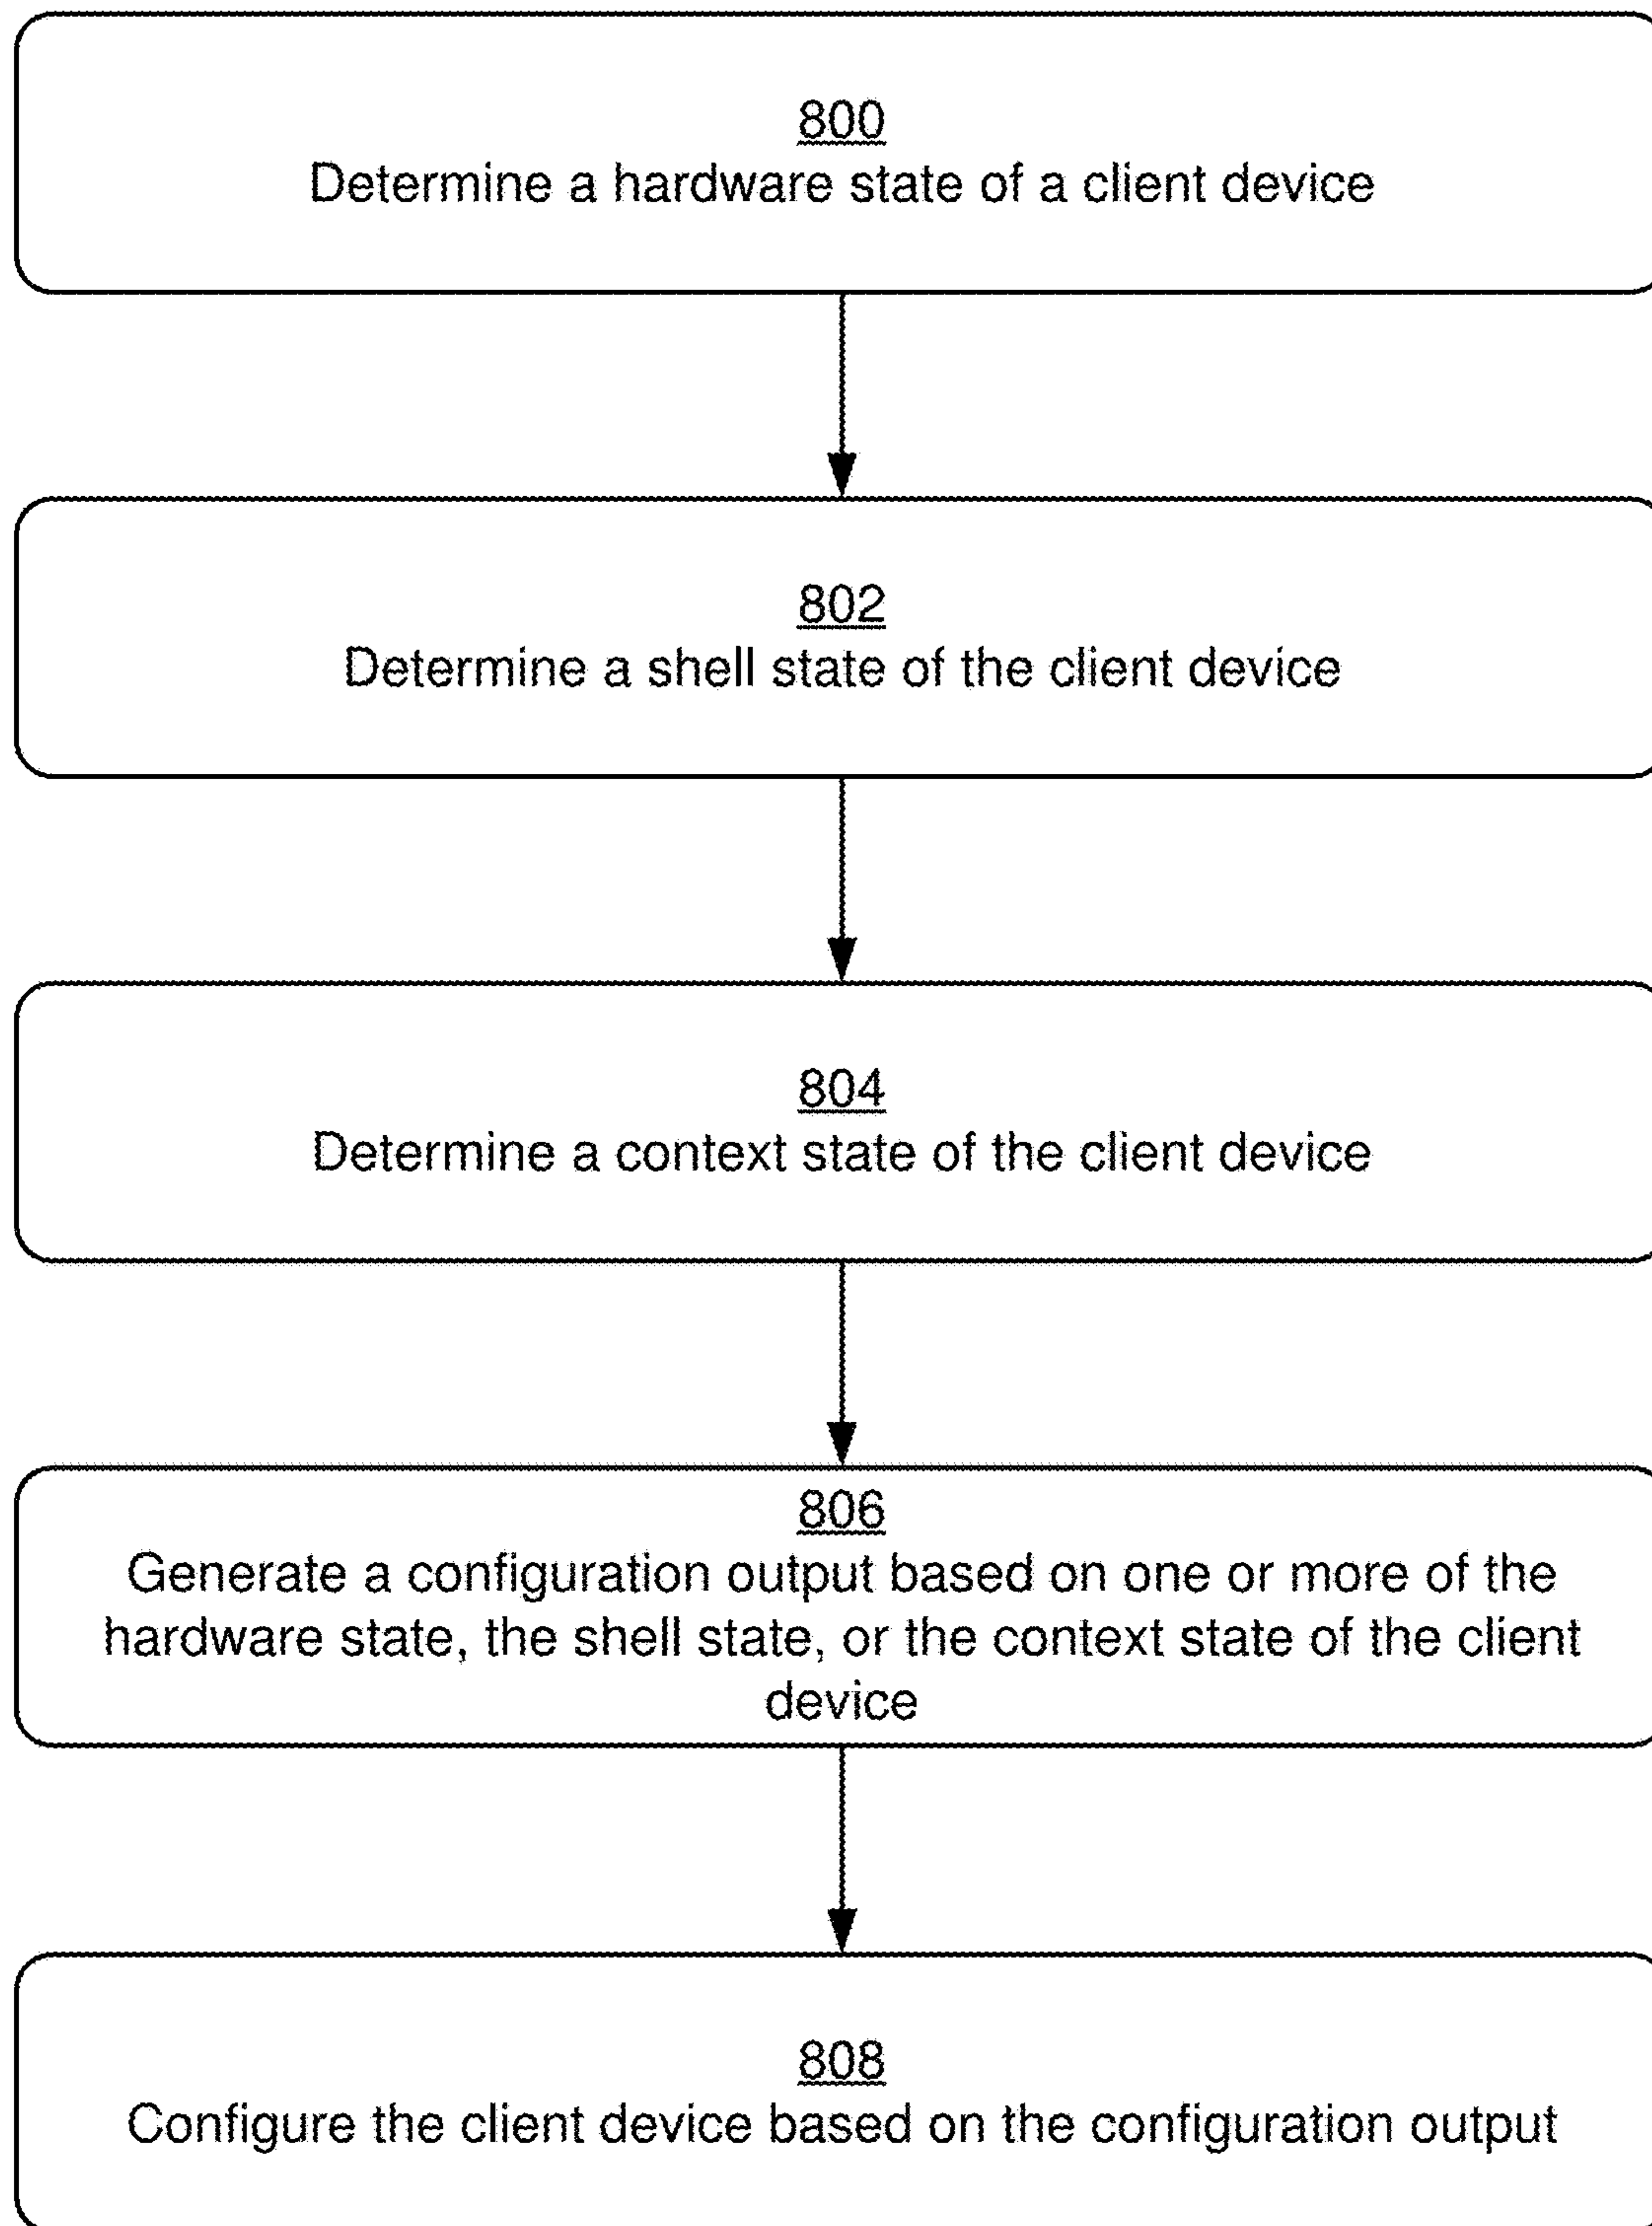 800
Determine a hardware state of a client device
802
Determine a shell state of the client device
804
Determine a context state of the client device
806
Generate a configuration output based on one or more of the
hardware state, the shell state, or the context state of the client
device
808
Configure the client device based on the configuration output